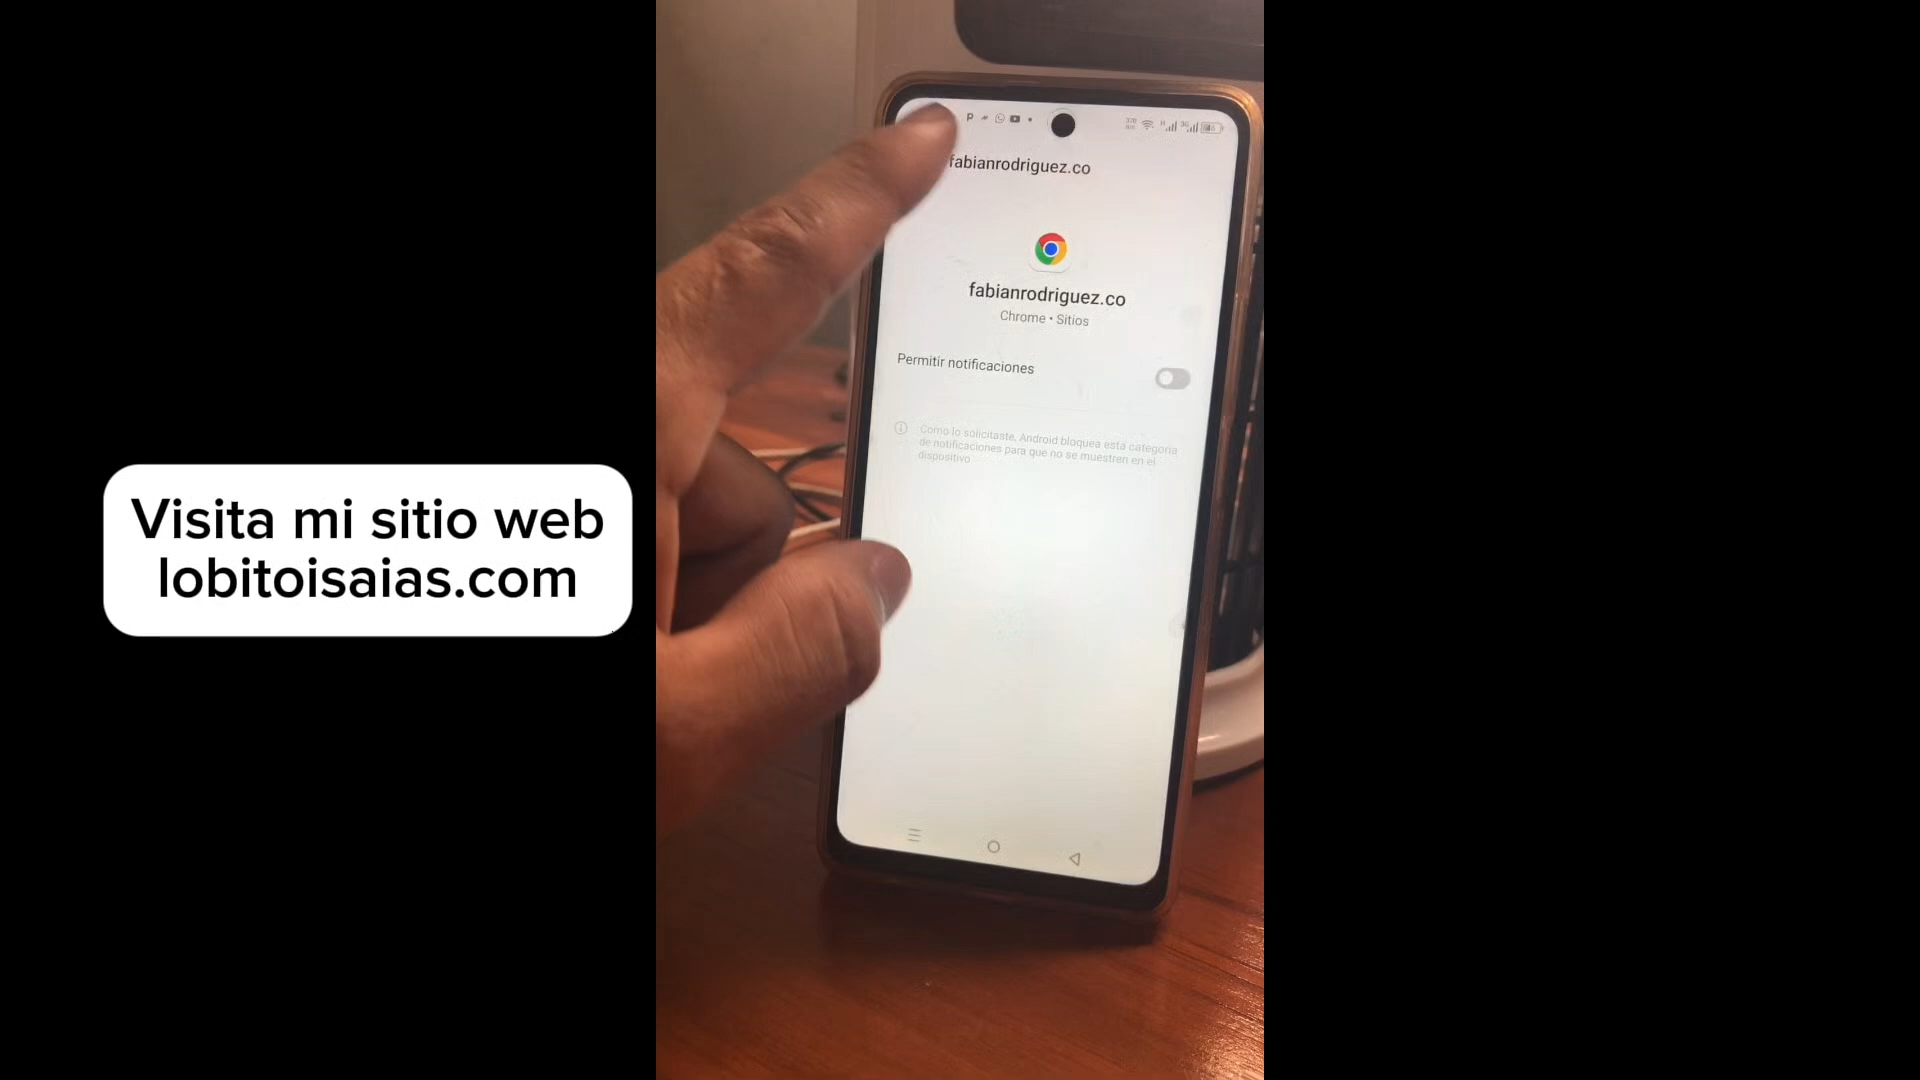 Visita mi sitio web
lobitoisaias.com
fabianrodriguez.co
fabianrodriguez.co
Chrome • Sitios
Permitir notificaciones
Como lo solicitaste, Android bloquea esta categoría
de notificaciones para que no se muestren en el
dispositivo